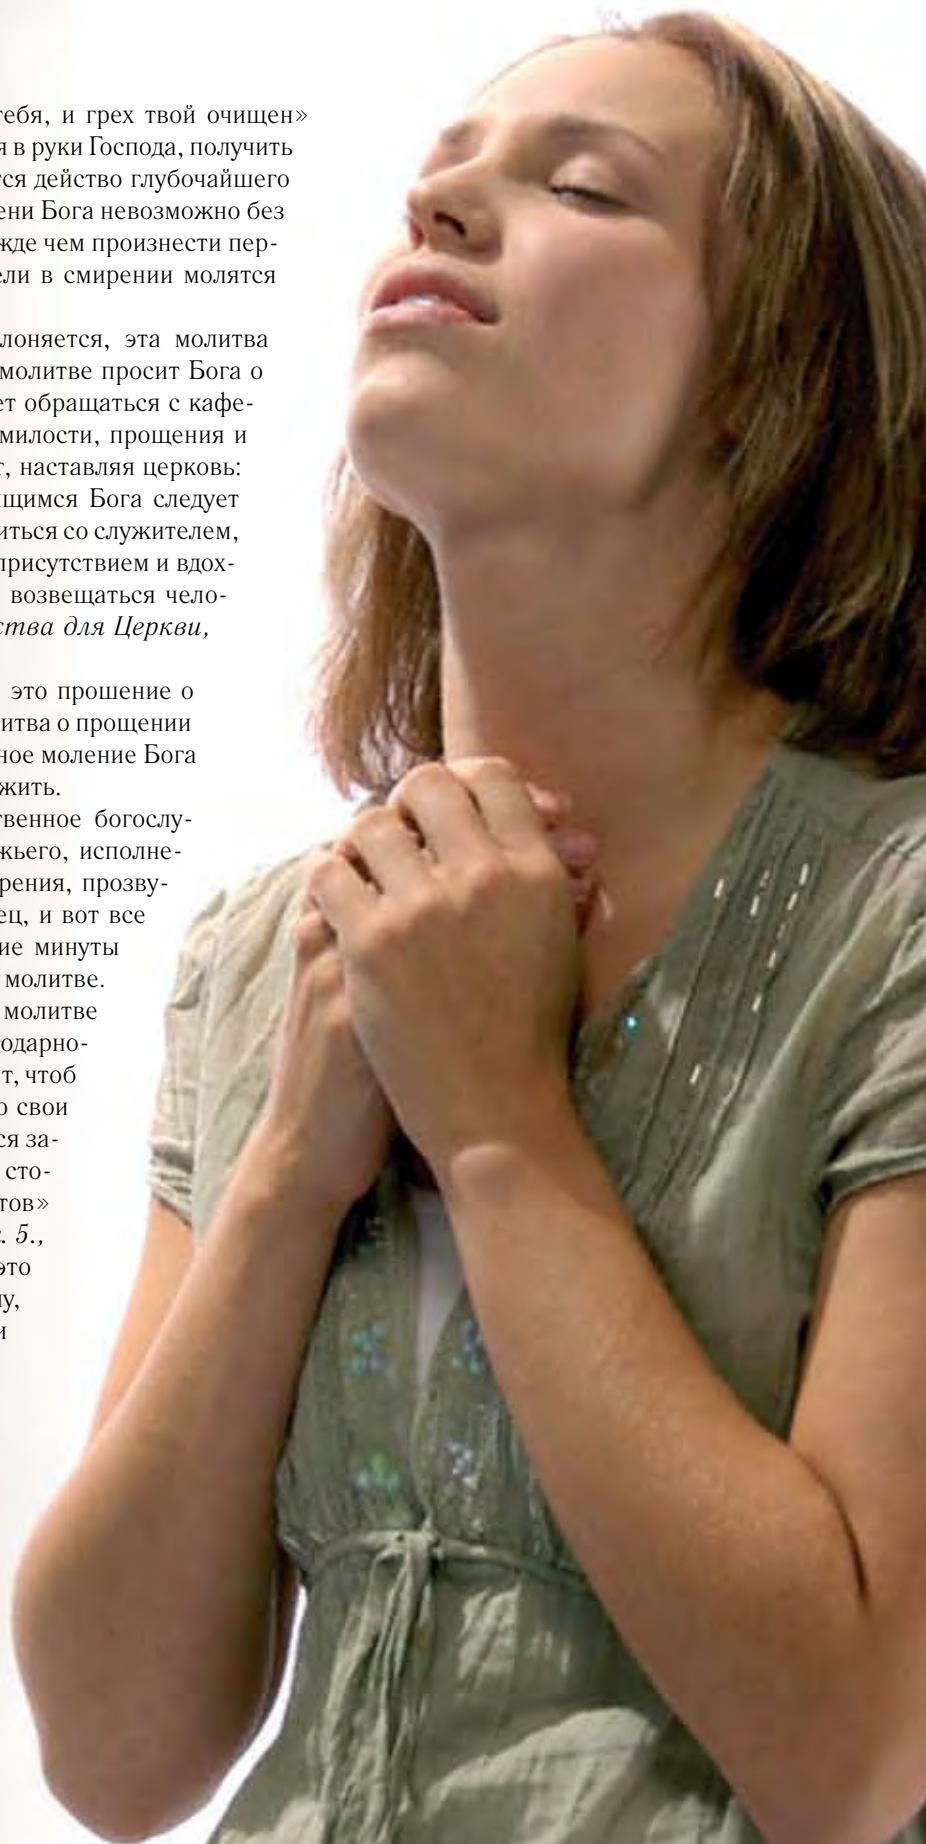 тебя, и грех твой очищен»
я в руки Господа, получить
тся действо глубочайшего
ени Бога невозможно без
жде чем произнести пер-
ели в смирении молятся
лоняется, эта молитва
молитве просит Бога о
ет обращаться с кафе-
милости, прощения и
т, наставляя церковь:
щимся Бога следует
иться со служителем,
присутствием и вдох-
возвещаться чело-
ства для Церкви,
это прошение о
итва о прощении
ное моление Бога
жить.
твенное богослу-
жьего, исполне-
рения, прозву-
ец, и вот все
ие минуты
молитве.
молитве
одарно-
т, чтоб
о свои
ся за-
сто-
тов»
. 5.,
это
у,
и